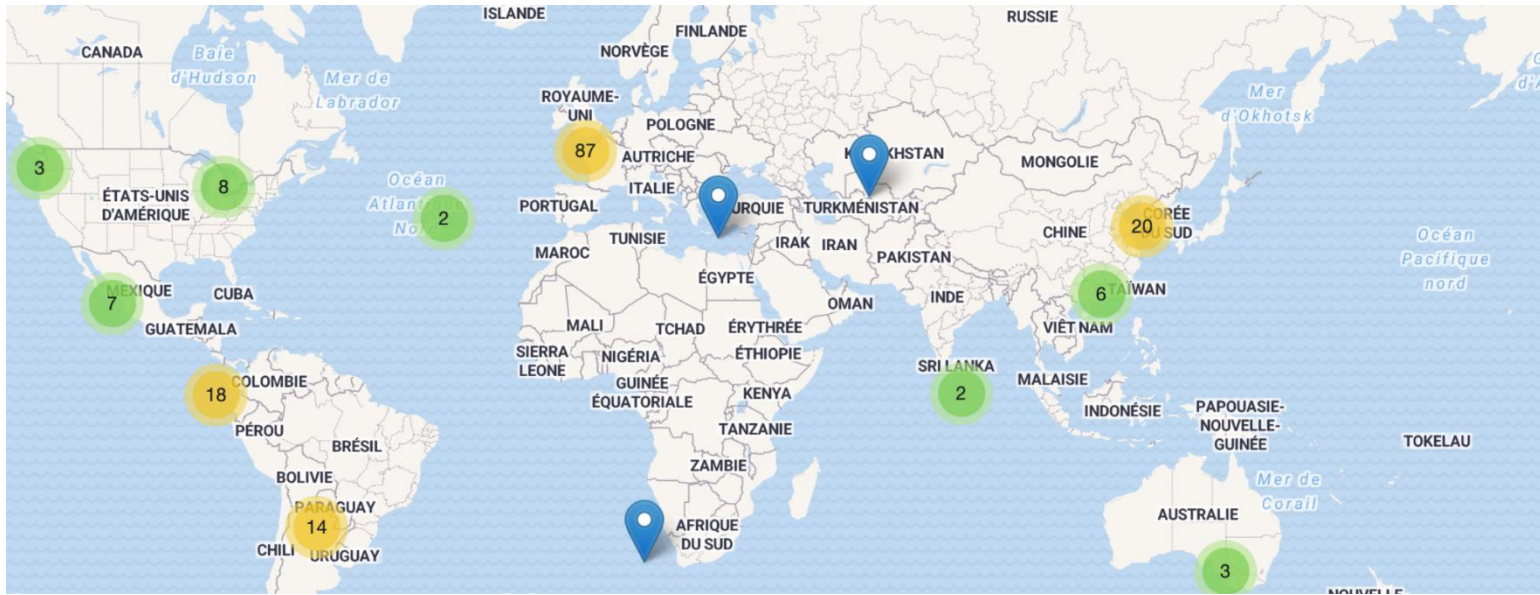 ISLANDE
RUSSIE
FINLANDE
CANADA
Baie
d'Hudson
NORVÈGE
Mer de
Labrador
Mer
d'Okhotsk
ROYAUME-
UNI
POLOGNE
87
AUTRICHE
MONGOLIE
3
8
ÉTATS-UNIS
D'AMÉRIQUE
Océan
2
ITALIE
PORTUGAL
TURKMÉNISTAN
CORÉE
DU SUD
20
CHINE
TUNISIE
MAROC
IRAK
IRAN
PAKISTAN
Océan
Pacifique
nord
ÉGYPTE
7
MEXIQUE
CUBA
INDE
6
TAÏWAN
OMAN
GUATEMALA
MALI
TCHAD
ÉRYTHRÉE
VIÊT NAM
SIERRA
LEONE
NIGÉRIA
ÉTHIOPIE
SRI LANKA
2
MALAISIE
18
COLOMBIE
GUINÉE
ÉQUATORIALE
KENYA
INDONÉSIE
PAPOUASIE-
NOUVELLE-
GUINÉE
PÉROU
TANZANIE
TOKELAU
BRÉSIL
ZAMBIE
BOLIVIE
Mer de
Corail
PARAGUAY
14
AUSTRALIE
AFRIQUE
DU SUD
CHILI
URUGUAY
3